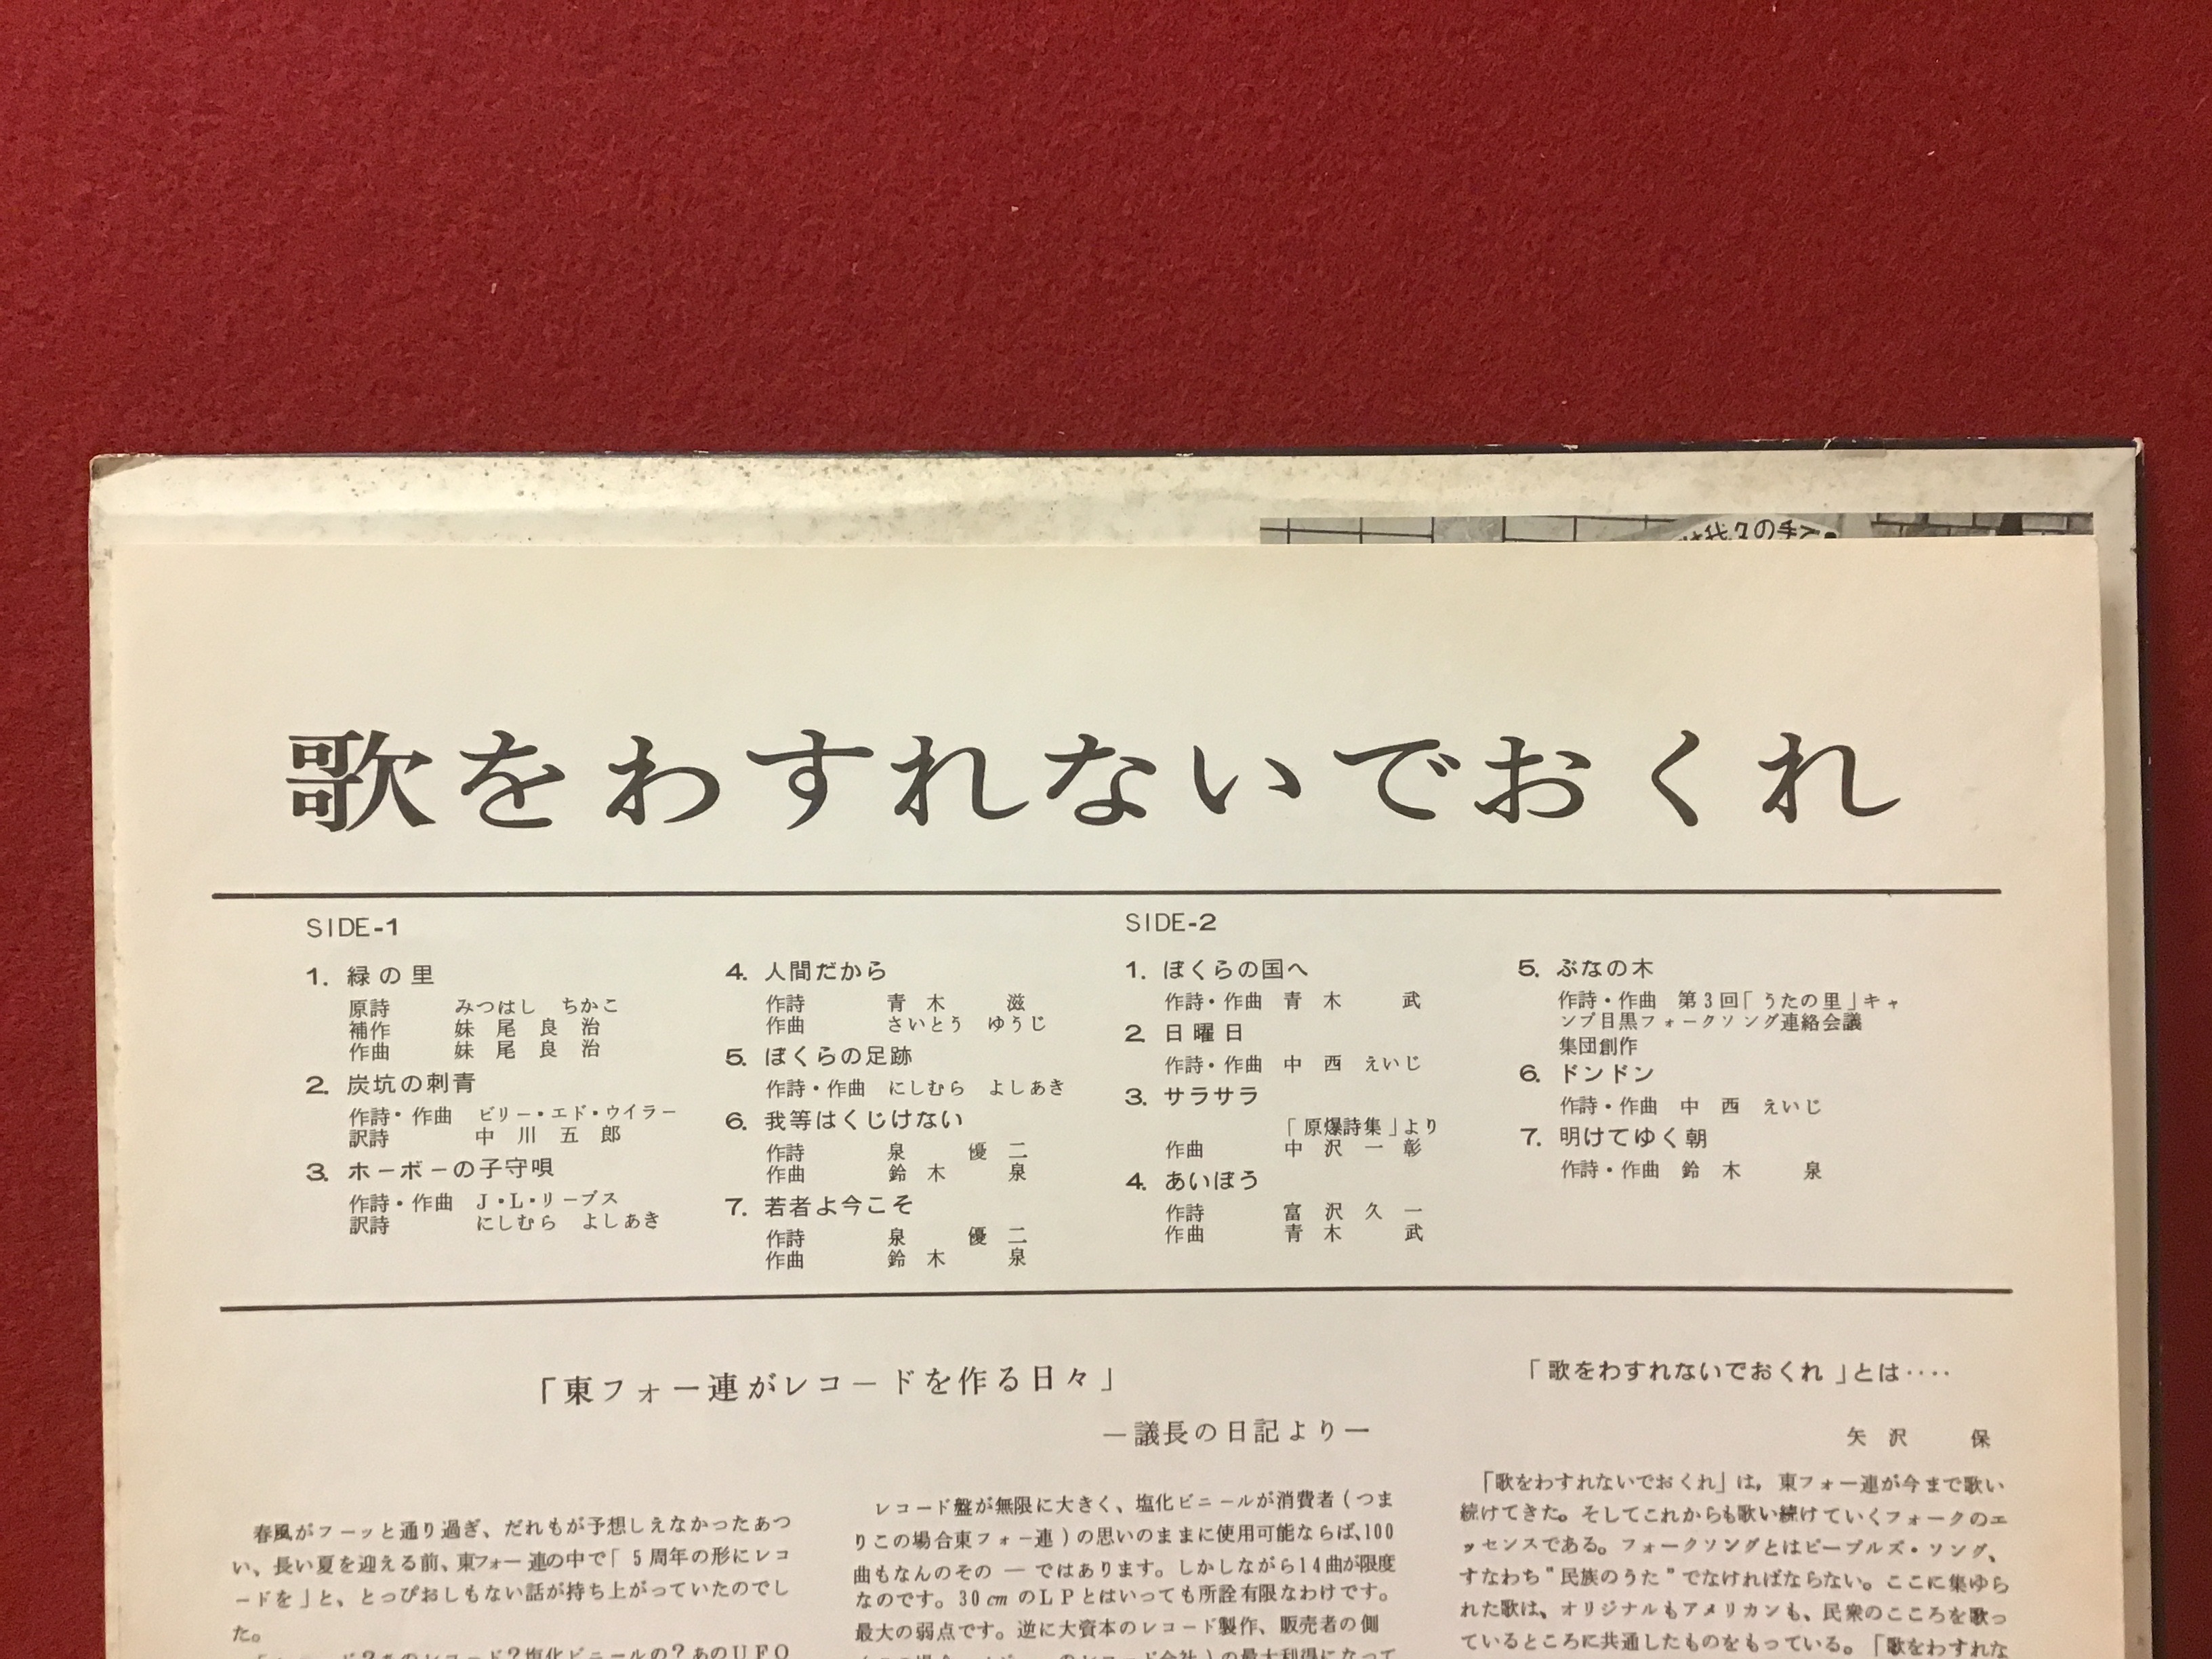 代々の手
歌をわすれないでおくれ
SIDE-1
1. 緑の里
原詩 みつはし ちかこ
補作 妹尾良治
作曲 妹尾良治
2. 炭坑の刺青
作詩・作曲 ビリー・エド・ウイラー
訳詩 中川五郎
3. ホーボーの子守唄
作詩・作曲 J・L・リーブス
訳詩 にしむら よしあき
4. 人間だから
作詩 青木 滋
作曲 さいとう ゆうじ
5. ぼくらの足跡
作詩・作曲 にしむら よしあき
6. 我等はくじけない
作詩 泉 優二
作曲 鈴木 泉
7. 若者よ今こそ
作詩 泉 優二
作曲 鈴木 泉
SIDE-2
1. ぼくらの国へ
作詩・作曲 青木 武
2. 日曜日
作詩・作曲 中西 えいじ
3. サラサラ
「原爆詩集」より
作曲 中沢一彰
4. あいぼう
作詩 富沢久一
作曲 青木 武
5. ぶなの木
作詩・作曲 第3回「うたの里」キャ
ンプ目黒フォークソング連絡会議
集団創作
6. ドンドン
作詩・作曲 中西 えいじ
7. 明けてゆく朝
作詩・作曲 鈴木 泉
「東フォー連がレコードを作る日々」
—議長の日記より—
春風がフーッと通り過ぎ、だれもが予想しえなかったあつ
い、長い夏を迎える前、東フォー連の中で「5周年の形にレコ
ードを」と、とっぴおしもない話が持ち上がっていたのでし
た。
レコード盤が無限に大きく、塩化ビニールが消費者(つま
りこの場合東フォー連)の思いのままに使用可能ならば、100
曲もなんのその — ではあります。しかしながら14曲が限度
なのです。30cmのLPとはいっても所詮有限なわけです。
最大の弱点です。逆に大資本のレコード製作、販売者の側
「歌をわすれないでおくれ」とは‥‥
矢沢 保
「歌をわすれないでおくれ」は，東フォー連が今まで歌い
続けてきた。そしてこれからも歌い続けていくフォークのエ
ッセンスである。フォークソングとはピープルズ・ソング、
すなわち"民族のうた"でなければならない。ここに集ゆら
れた歌は、オリジナルもアメリカンも、民衆のこころを歌っ
ているところに共通したものをもっている。「歌をわすれな